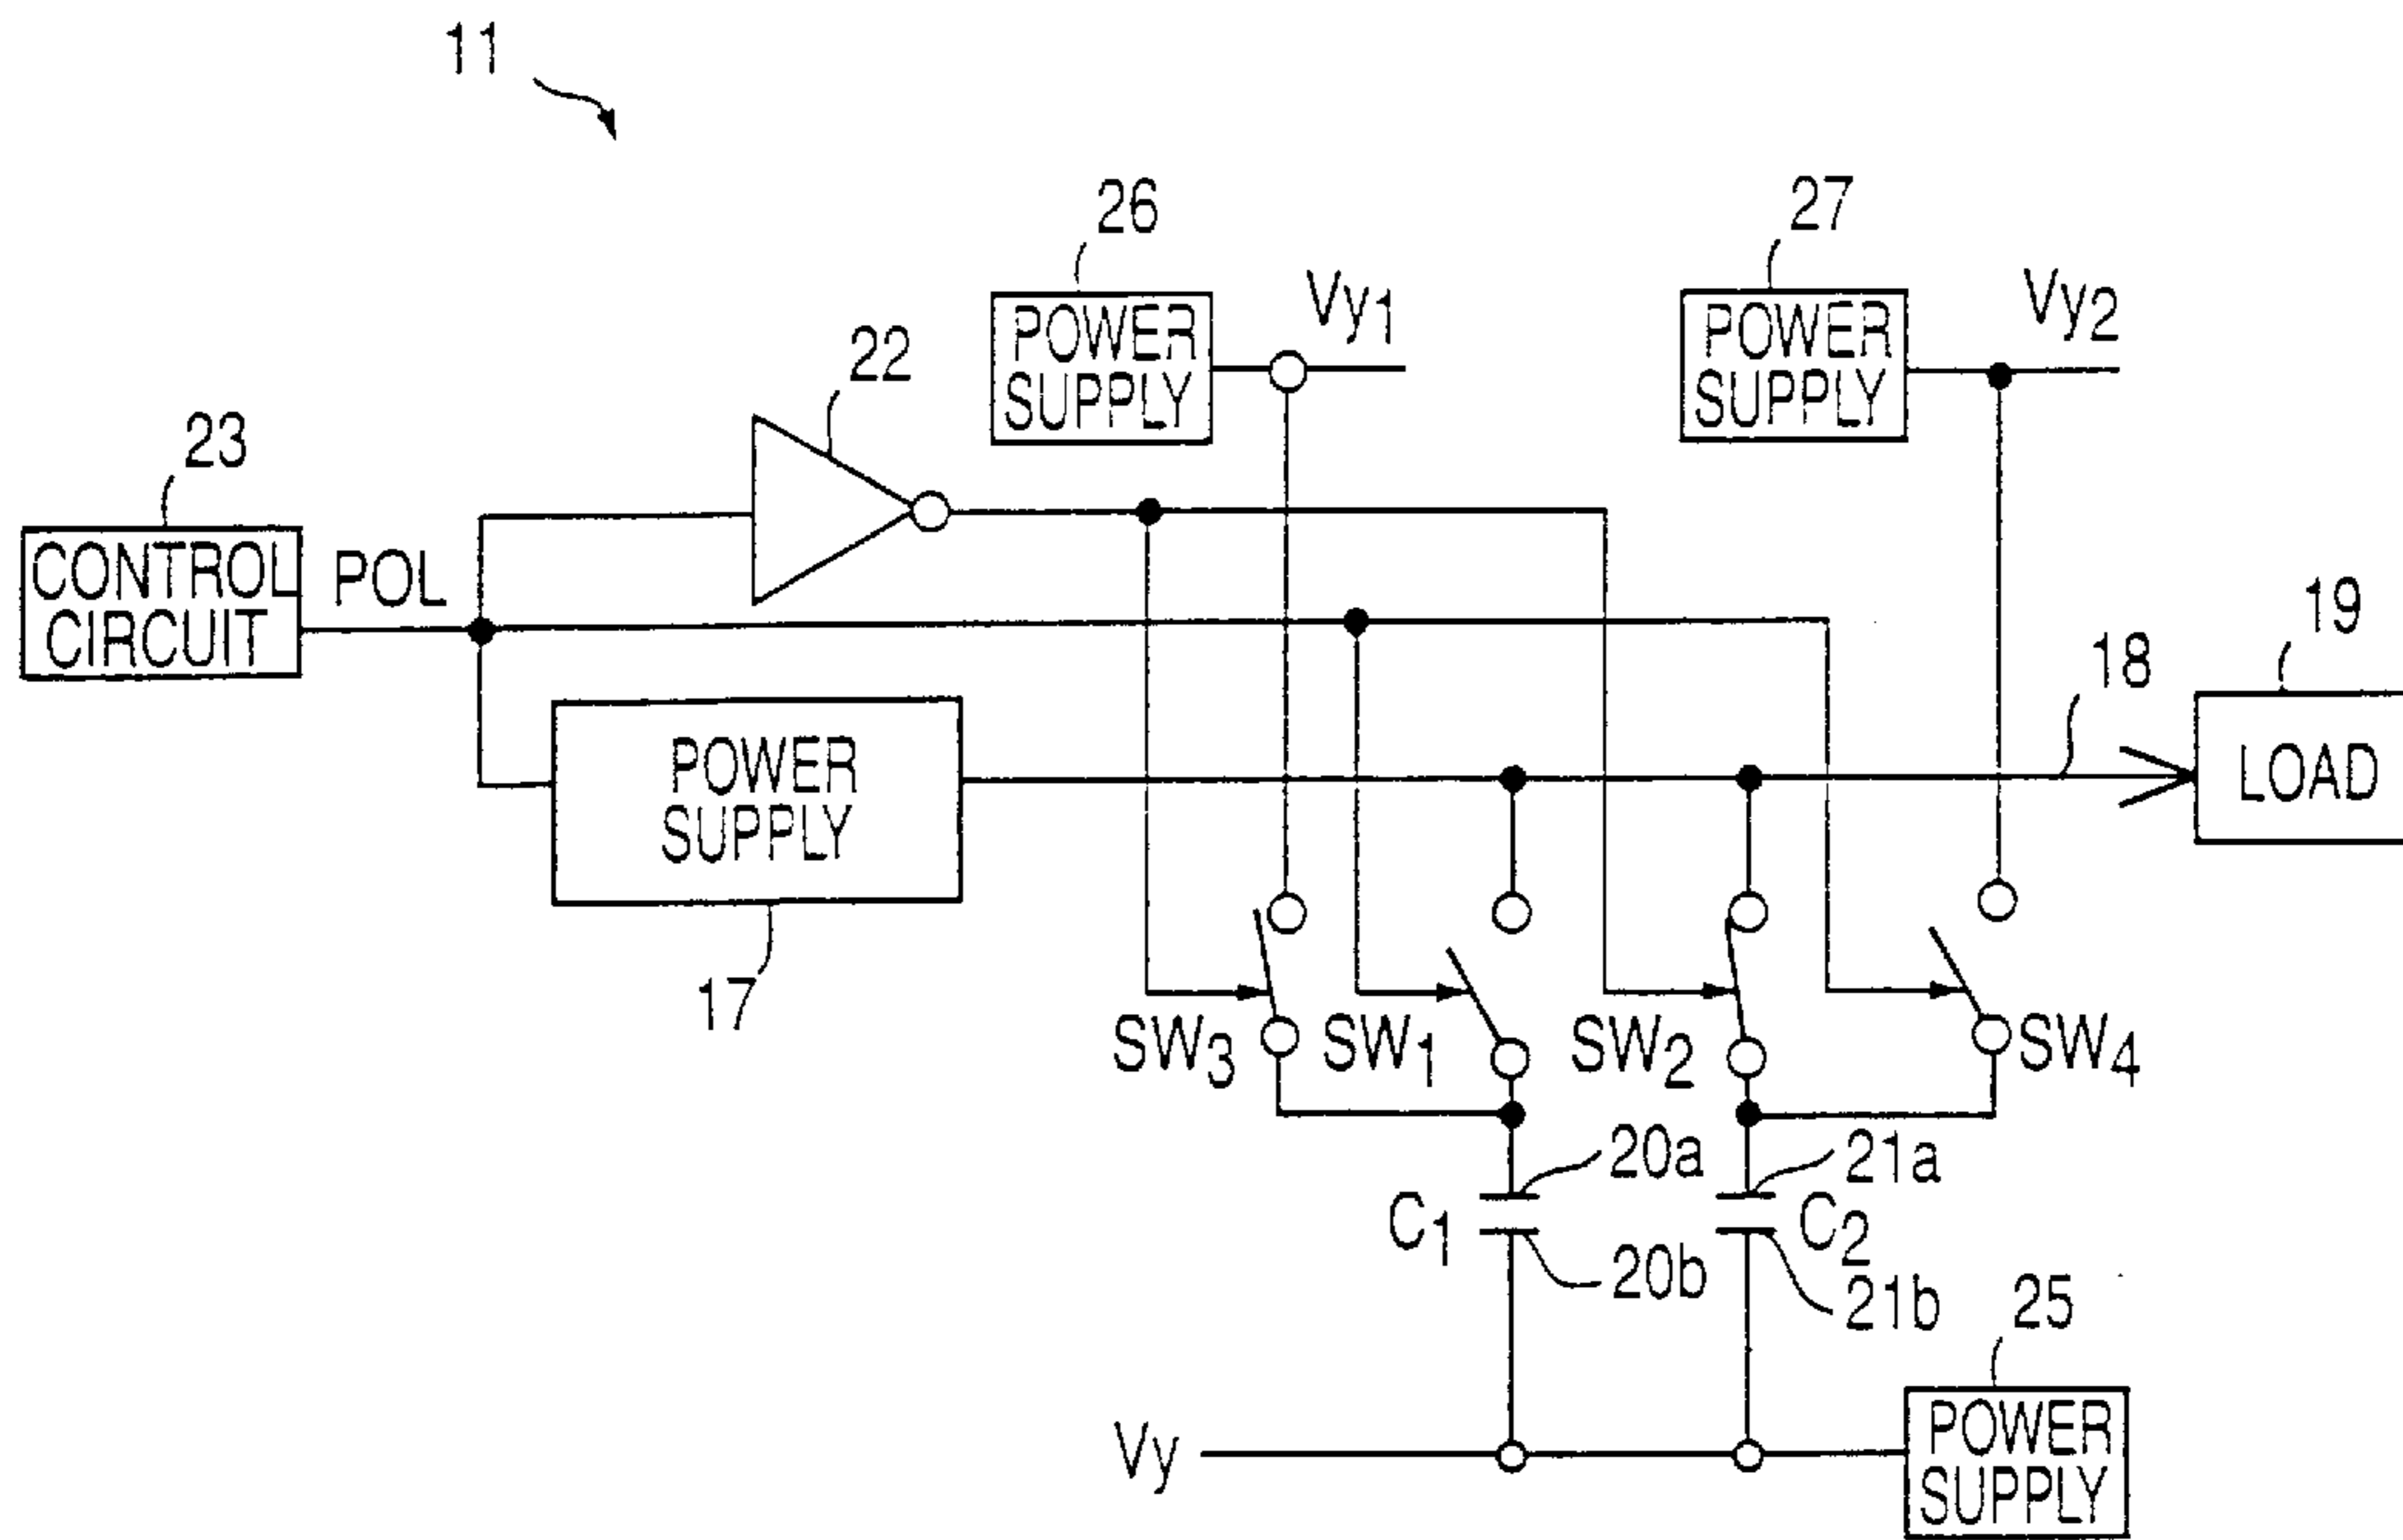 11
26
POWER
SUPPLY
Vy1
27
POWER
SUPPLY
Vy2
22
23
CONTROL
CIRCUIT
POL
19
LOAD
18
POWER
SUPPLY
17
SW3
SW1
SW2
SW4
20a
C1
20b
21a
C2
21b
25
POWER
SUPPLY
Vy